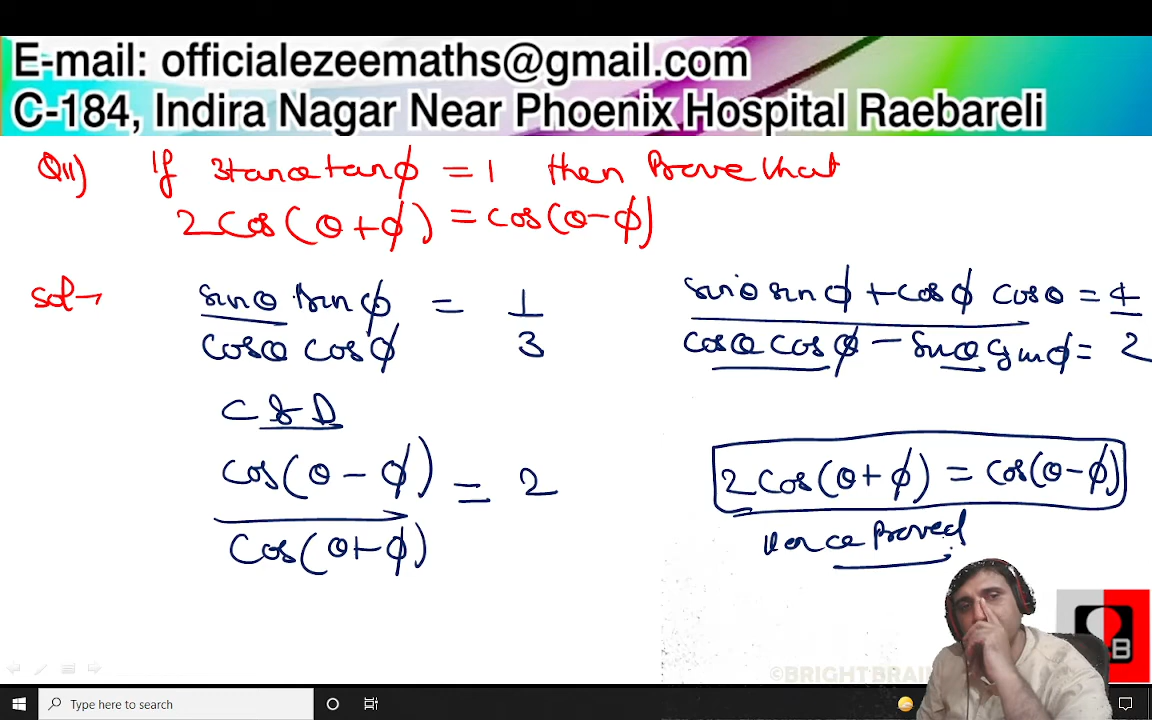 E-mail: officialezeemaths@gmail.com
C-184, Indira Nagar Near Phoenix Hospital Raebareli
Q11) If 3tanθtanϕ = 1 then Prove that
2cos(θ+ϕ) = cos(θ-ϕ)
Sol→
sinθ sinϕ / cosθ cosϕ = 1/3
C & D
cos(θ-ϕ) / cos(θ+ϕ) = 2
sinθ sinϕ + cosϕ cosθ = 4
cosθ cosϕ - sinθ sinϕ = 2
2cos(θ+ϕ) = cos(θ-ϕ)
Hence Proved
©BRIGHTBRAI
B
Type here to search